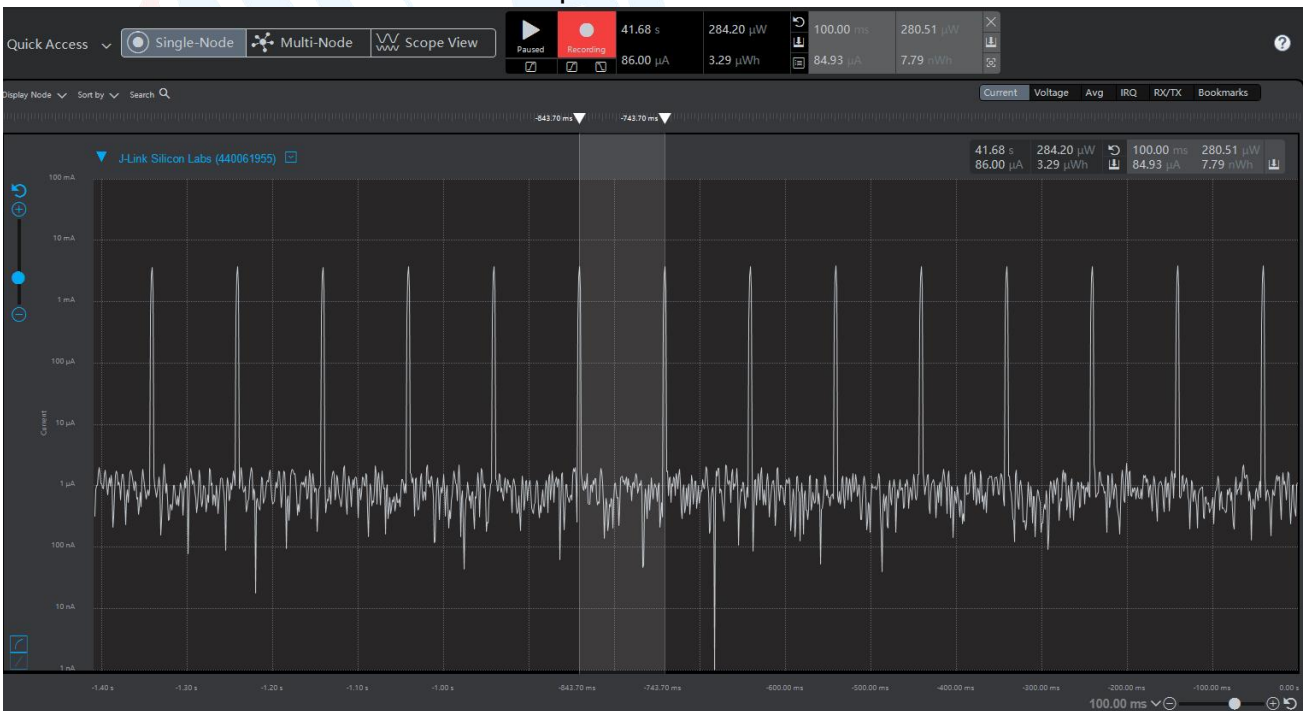 Quick Access Single-Node Multi-Node Scope View
Paused Recording
41.68 s 284.20 µW 100.00 ms 280.51 µW
86.00 µA 3.29 µWh 84.93 µA 7.79 nWh
?
Display Node Sort by Search
Current Voltage Avg IRQ RX/TX Bookmarks
-843.70 ms -743.70 ms
J-Link Silicon Labs (440061955)
41.68 s 284.20 µW 100.00 ms 280.51 µW
86.00 µA 3.29 µWh 84.93 µA 7.79 nWh
100 mA
10 mA
1 mA
100 µA
10 µA
Current
1 µA
100 nA
10 nA
1 nA
-1.40 s -1.30 s -1.20 s -1.10 s -1.00 s -843.70 ms -743.70 ms -600.00 ms -500.00 ms -400.00 ms -300.00 ms -200.00 ms -100.00 ms 0.00 s
100.00 ms